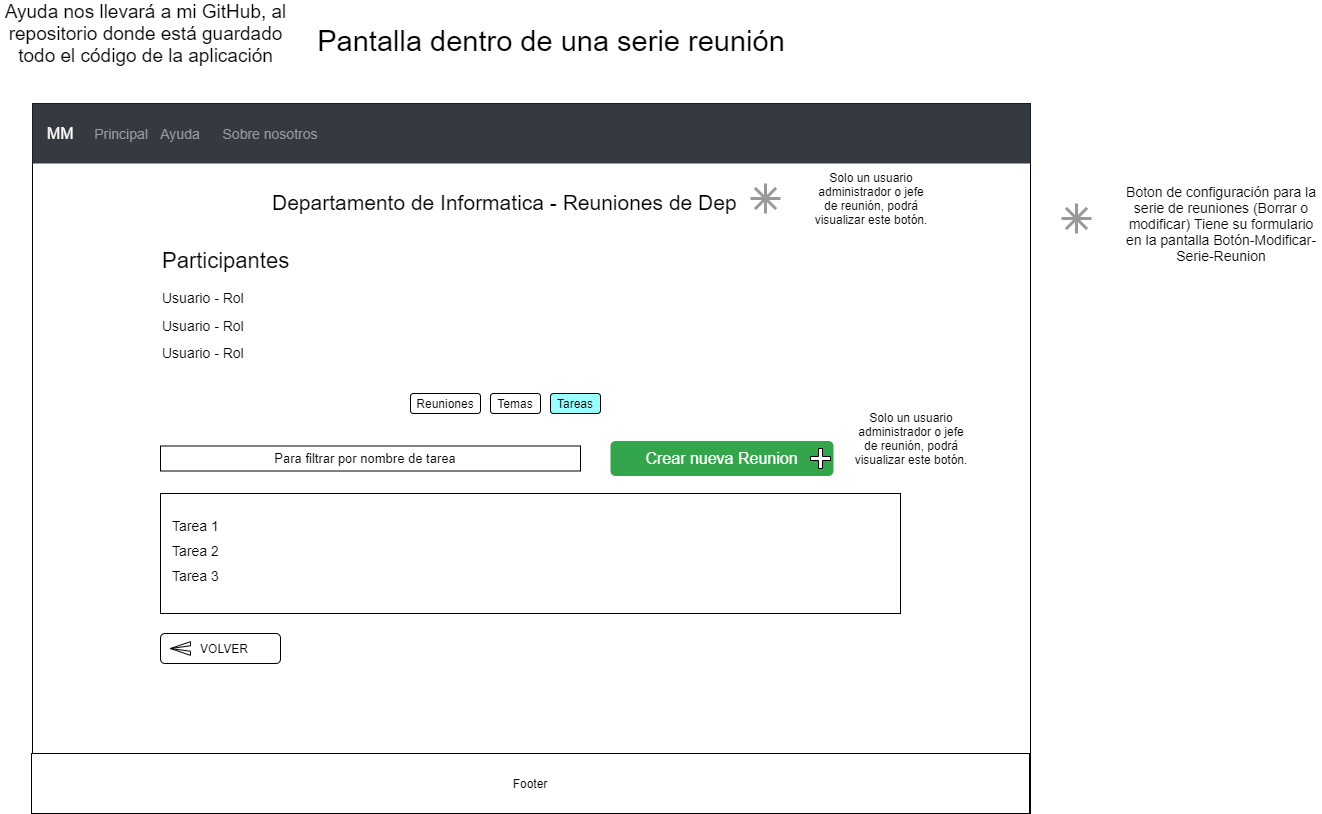 Ayuda nos llevará a mi GitHub, al
repositorio donde está guardado
todo el código de la aplicación
Pantalla dentro de una serie reunión
MM Principal Ayuda Sobre nosotros
Departamento de Informatica - Reuniones de Dep
Solo un usuario
administrador o jefe
de reunión, podrá
visualizar este botón.
Boton de configuración para la
serie de reuniones (Borrar o
modificar) Tiene su formulario
en la pantalla Botón-Modificar-
Serie-Reunion
Participantes
Usuario - Rol
Usuario - Rol
Usuario - Rol
Reuniones Temas Tareas
Para filtrar por nombre de tarea
Crear nueva Reunion
Solo un usuario
administrador o jefe
de reunión, podrá
visualizar este botón.
Tarea 1
Tarea 2
Tarea 3
VOLVER
Footer